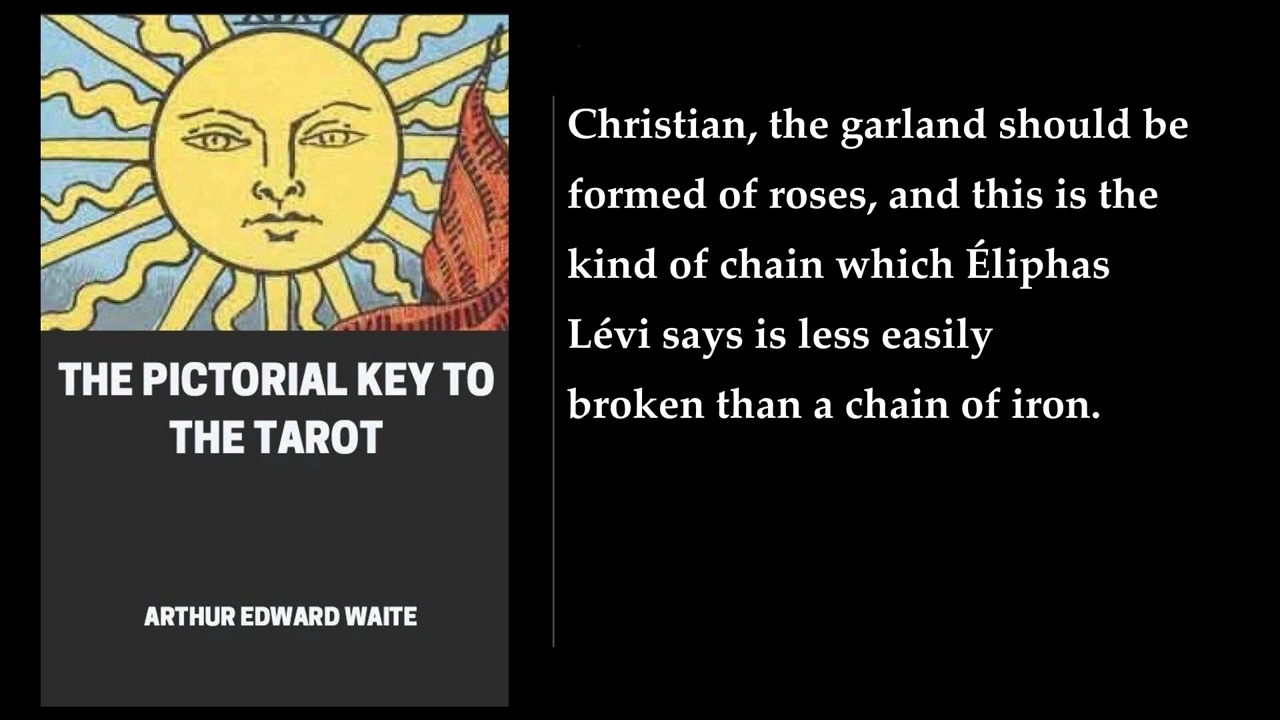 XIX
THE PICTORIAL KEY TO
THE TAROT
ARTHUR EDWARD WAITE
Christian, the garland should be
formed of roses, and this is the
kind of chain which Éliphas
Lévi says is less easily
broken than a chain of iron.